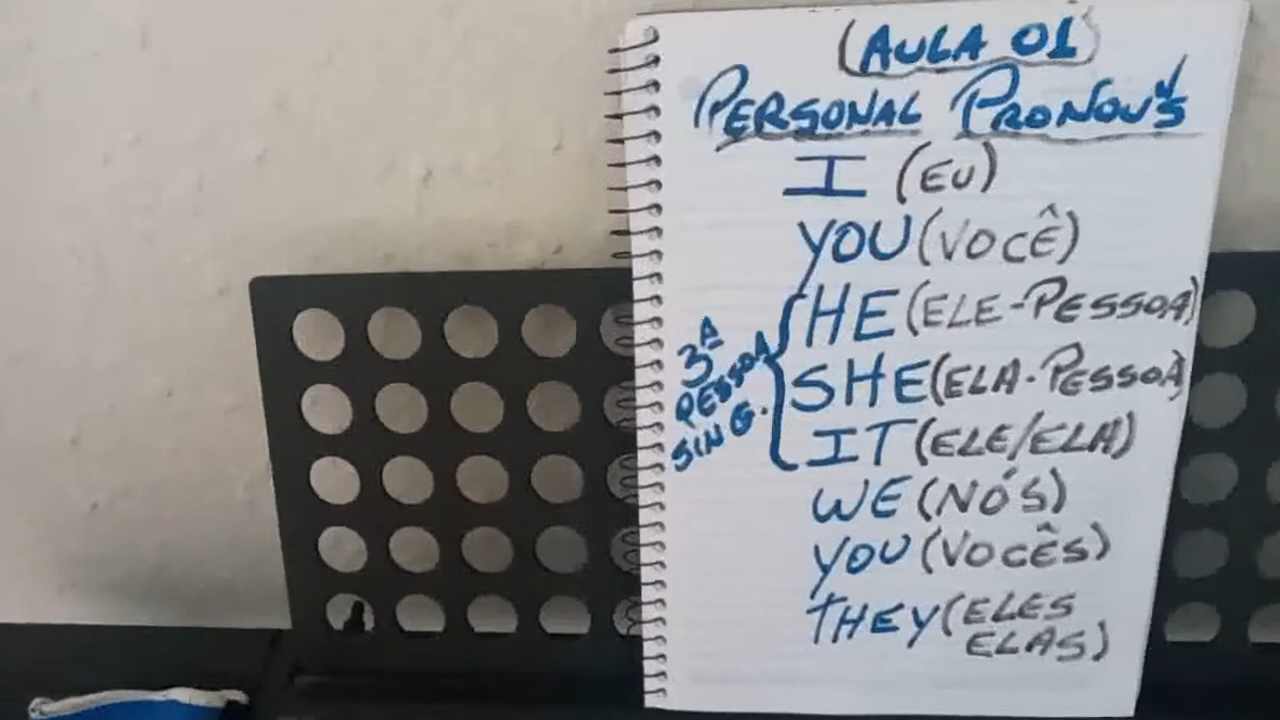 (AULA 01)
PERSONAL PRONOUNS
I (EU)
YOU (VOCÊ)
HE (ELE-PESSOA)
SHE (ELA-PESSOA)
IT (ELE/ELA)
3ª
PESSOA
SING.
WE (NÓS)
YOU (VOCÊS)
THEY (ELES
ELAS)